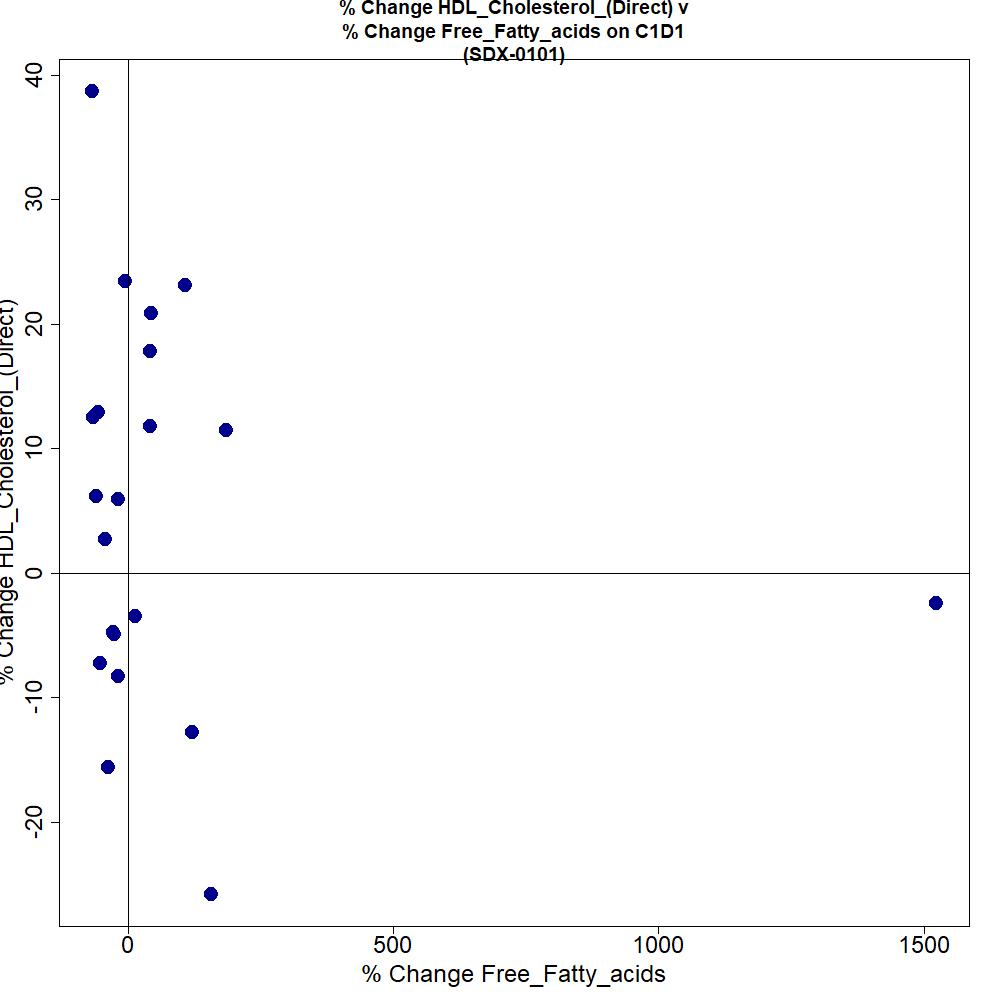 % Change HDL_Cholesterol_(Direct) v
% Change Free_Fatty_acids on C1D1
(SDX-0101)
% Change HDL_Cholesterol_(Direct)
40
30
20
10
0
-10
-20
0
500
1000
1500
% Change Free_Fatty_acids